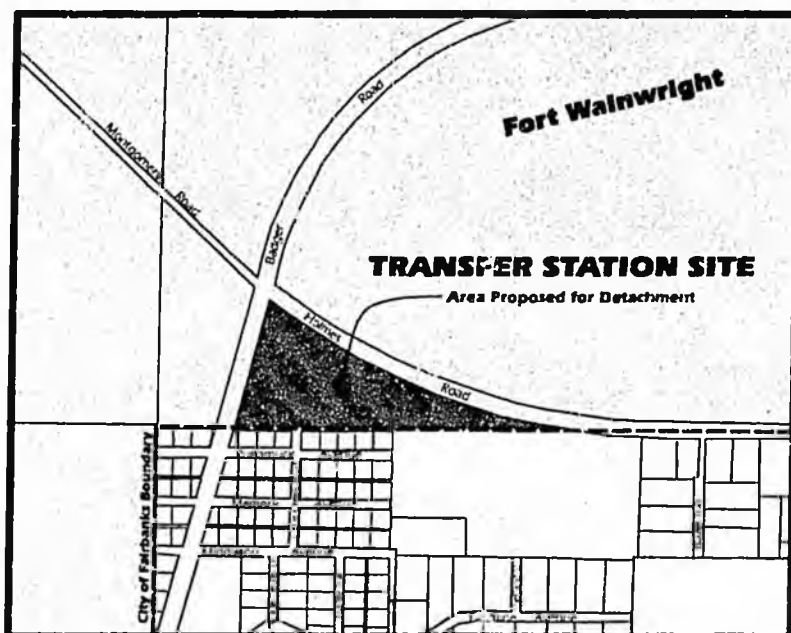 Fort Wainwright
Road
Montgomery Road
Badger
TRANSFER STATION SITE
Area Proposed for Detachment
Holmes
Road
City of Fairbanks Boundary
Avenue